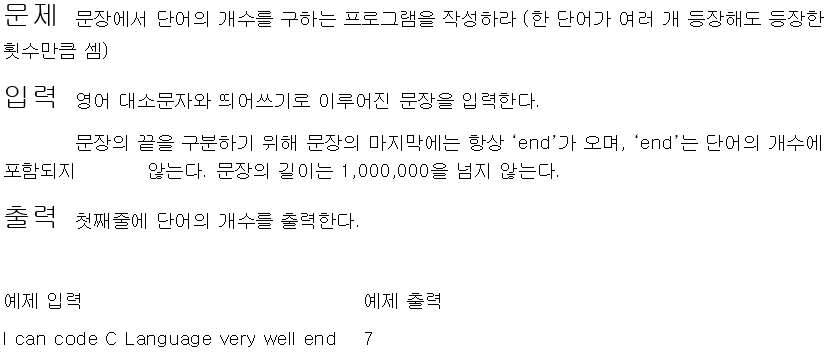 문제 문장에서 단어의 개수를 구하는 프로그램을 작성하라 (한 단어가 여러 개 등장해도 등장한
횟수만큼 셈)
입력 영어 대소문자와 띄어쓰기로 이루어진 문장을 입력한다.
문장의 끝을 구분하기 위해 문장의 마지막에는 항상 ‘end’가 오며, ‘end’는 단어의 개수에
포함되지 않는다. 문장의 길이는 1,000,000을 넘지 않는다.
출력 첫째줄에 단어의 개수를 출력한다.
예제 입력 예제 출력
I can code C Language very well end 7